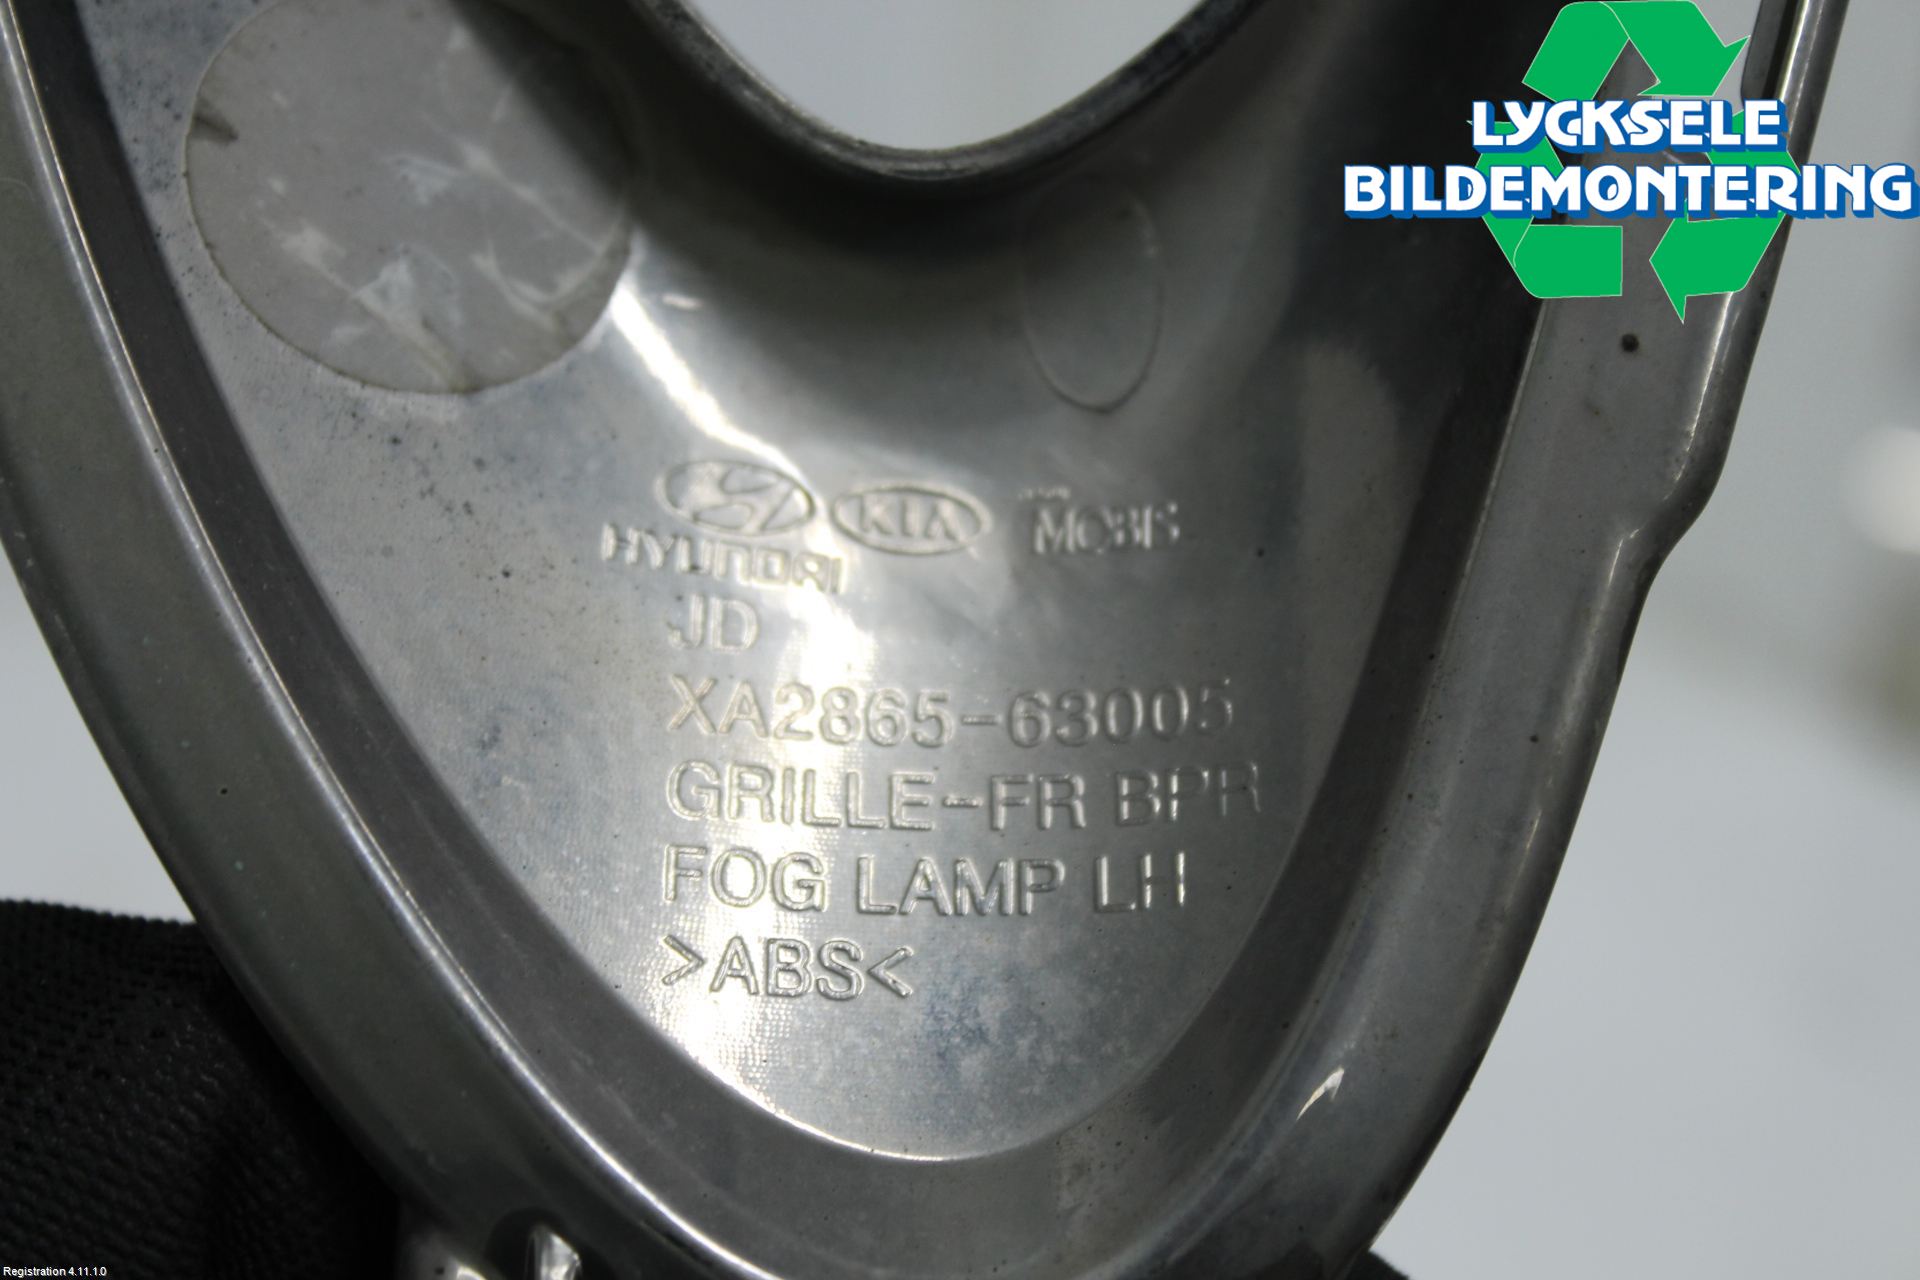 LYCKSELE
BILDEMONTERING
HYUNDAI
KIA
MOBIS
JD
XA2865-63005
GRILLE-FR BPR
FOG LAMP LH
>ABS<
Registration 4.11.1.0